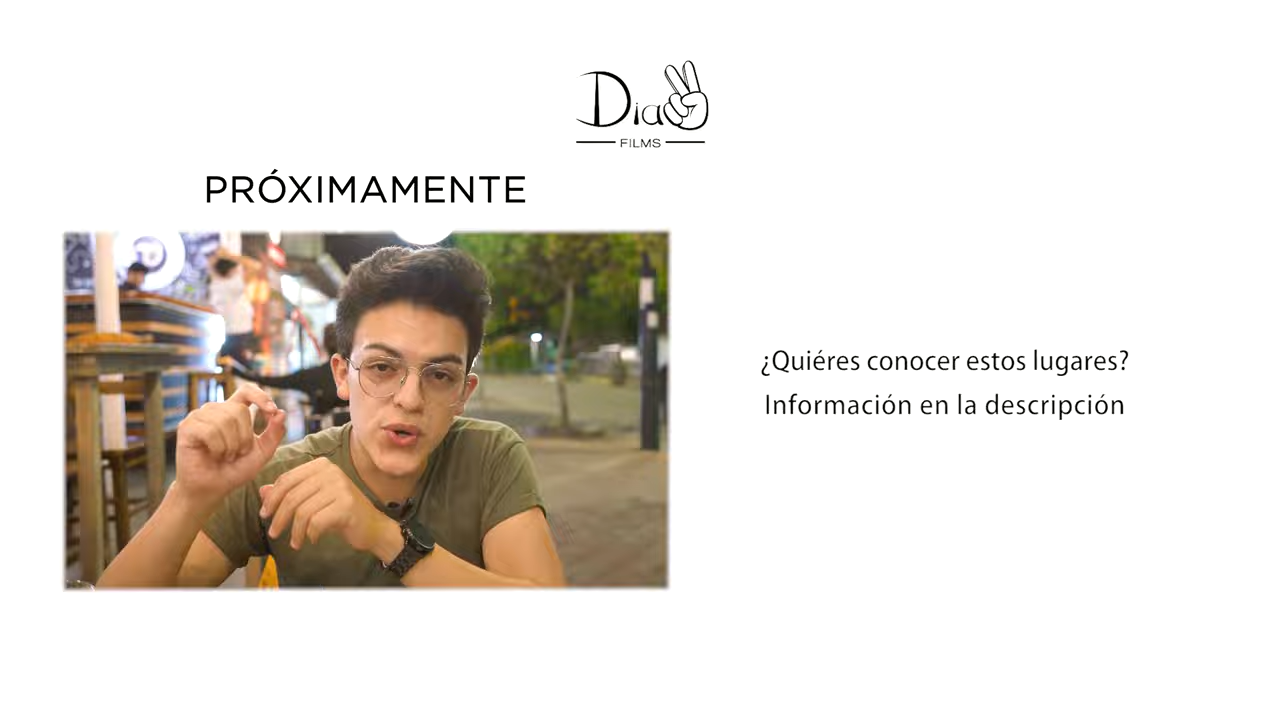 Dia
FILMS
PRÓXIMAMENTE
¿Quiéres conocer estos lugares?
Información en la descripción